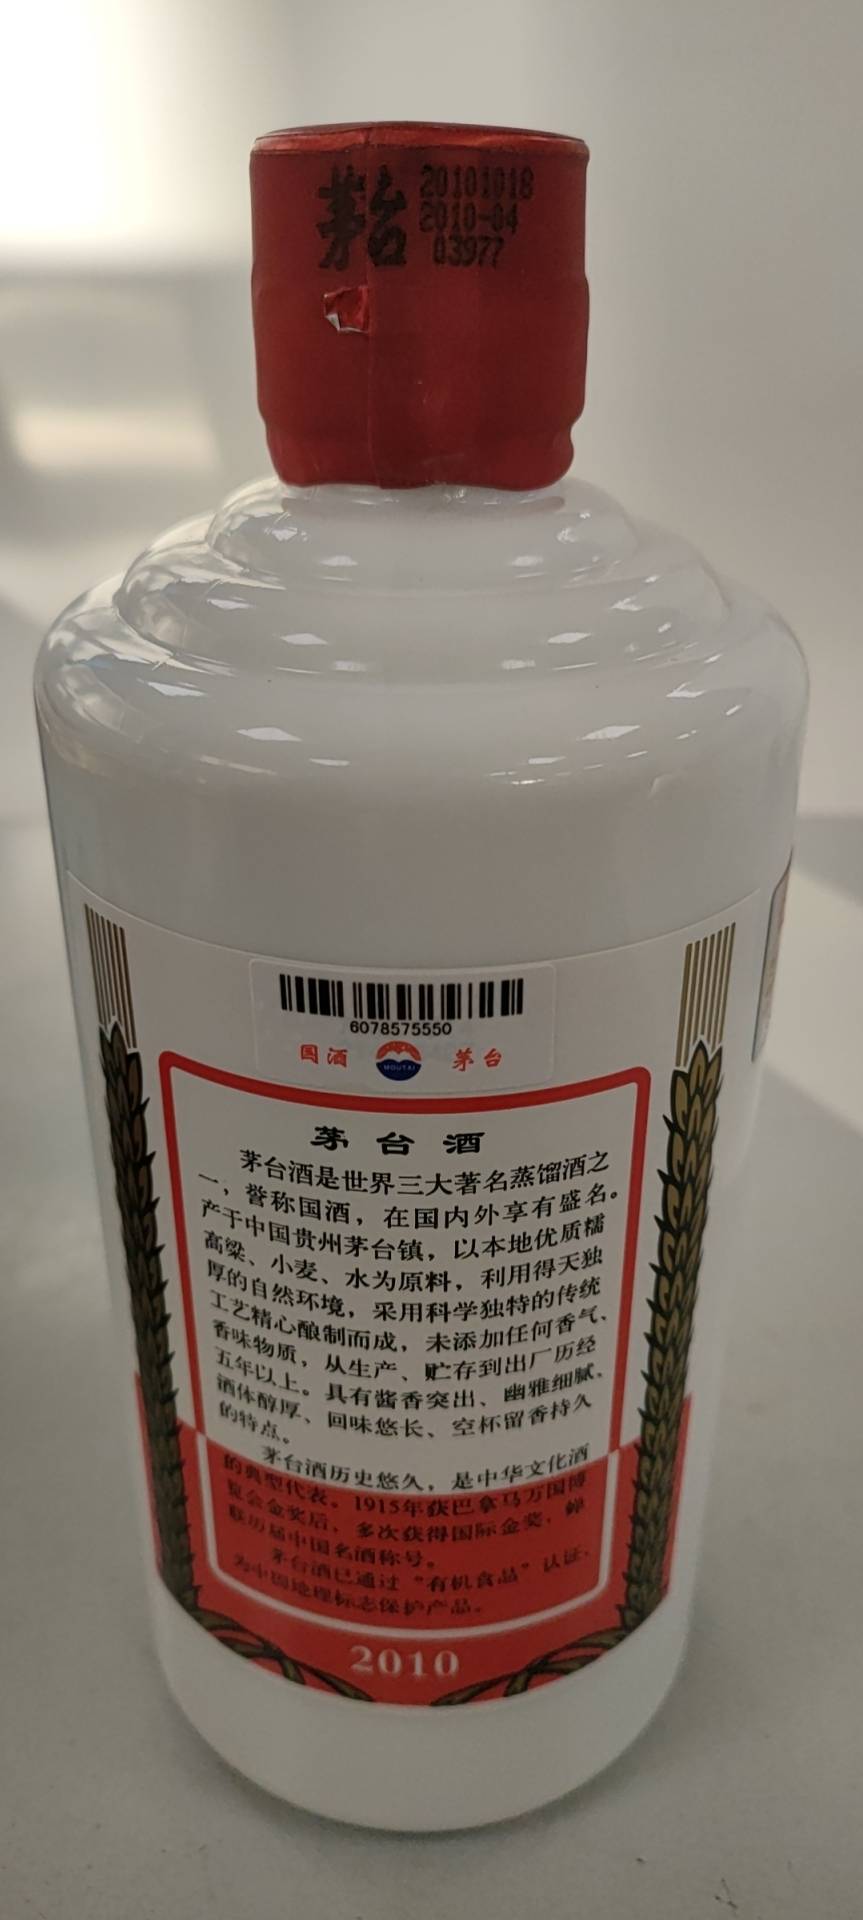 茅台
20101018
2010-04
03977
6078575550
国酒
MOUTAI
茅台
茅台酒
茅台酒是世界三大著名蒸馏酒之
一，誉称国酒，在国内外享有盛名。
产于中国贵州茅台镇，以本地优质糯
高粱、小麦、水为原料，利用得天独
厚的自然环境，采用科学独特的传统
工艺精心酿制而成，未添加任何香气、
香味物质，从生产、贮存到出厂历经
五年以上。具有酱香突出、幽雅细腻、
酒体醇厚、回味悠长、空杯留香持久
的特点。
茅台酒历史悠久，是中华文化酒
的典型代表。1915年获巴拿马万国博
览会金奖后，多次获得国际金奖，蝉
联历届中国名酒称号。
茅台酒已通过“有机食品”认证，
为中国地理标志保护产品。
2010